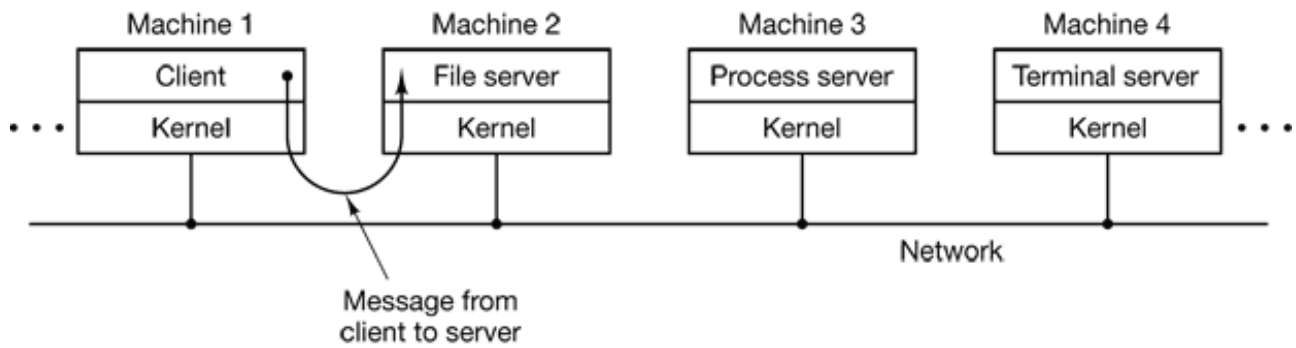 Machine 1
Machine 2
Machine 3
Machine 4
Client
File server
Process server
Terminal server
Kernel
Kernel
Kernel
Kernel
Network
Message from
client to server